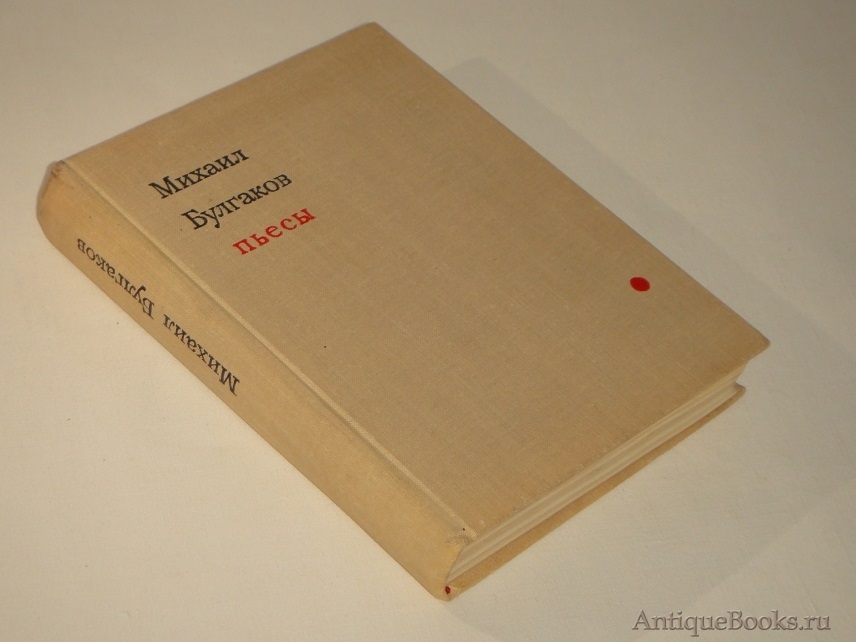 Михаил
Булгаков
пьесы
Михаил Булгаков
AntiqueBooks.ru